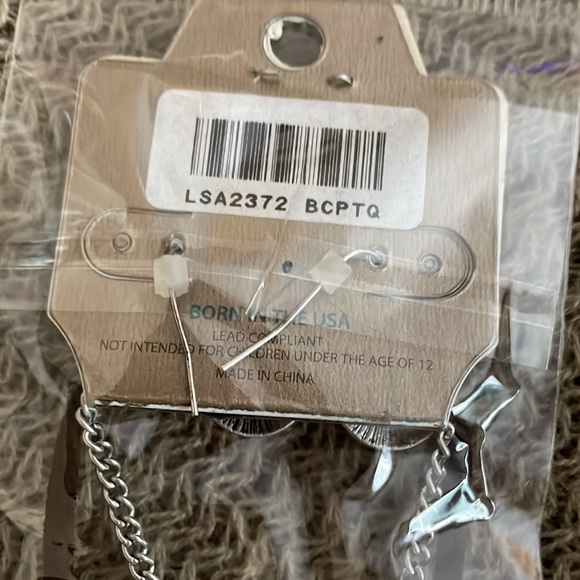 LSA2372 BCPTQ
BORN IN THE USA
LEAD COMPLIANT
NOT INTENDED FOR CHILDREN UNDER THE AGE OF 12
MADE IN CHINA